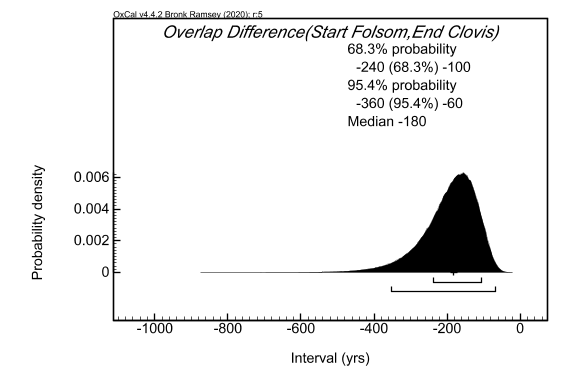 OxCal v4.4.2 Bronk Ramsey (2020); r:5
Overlap Difference(Start Folsom,End Clovis)
68.3% probability
-240 (68.3%) -100
95.4% probability
-360 (95.4%) -60
Median -180
Probability density
0.006
0.004
0.002
0
-1000 -800 -600 -400 -200 0
Interval (yrs)